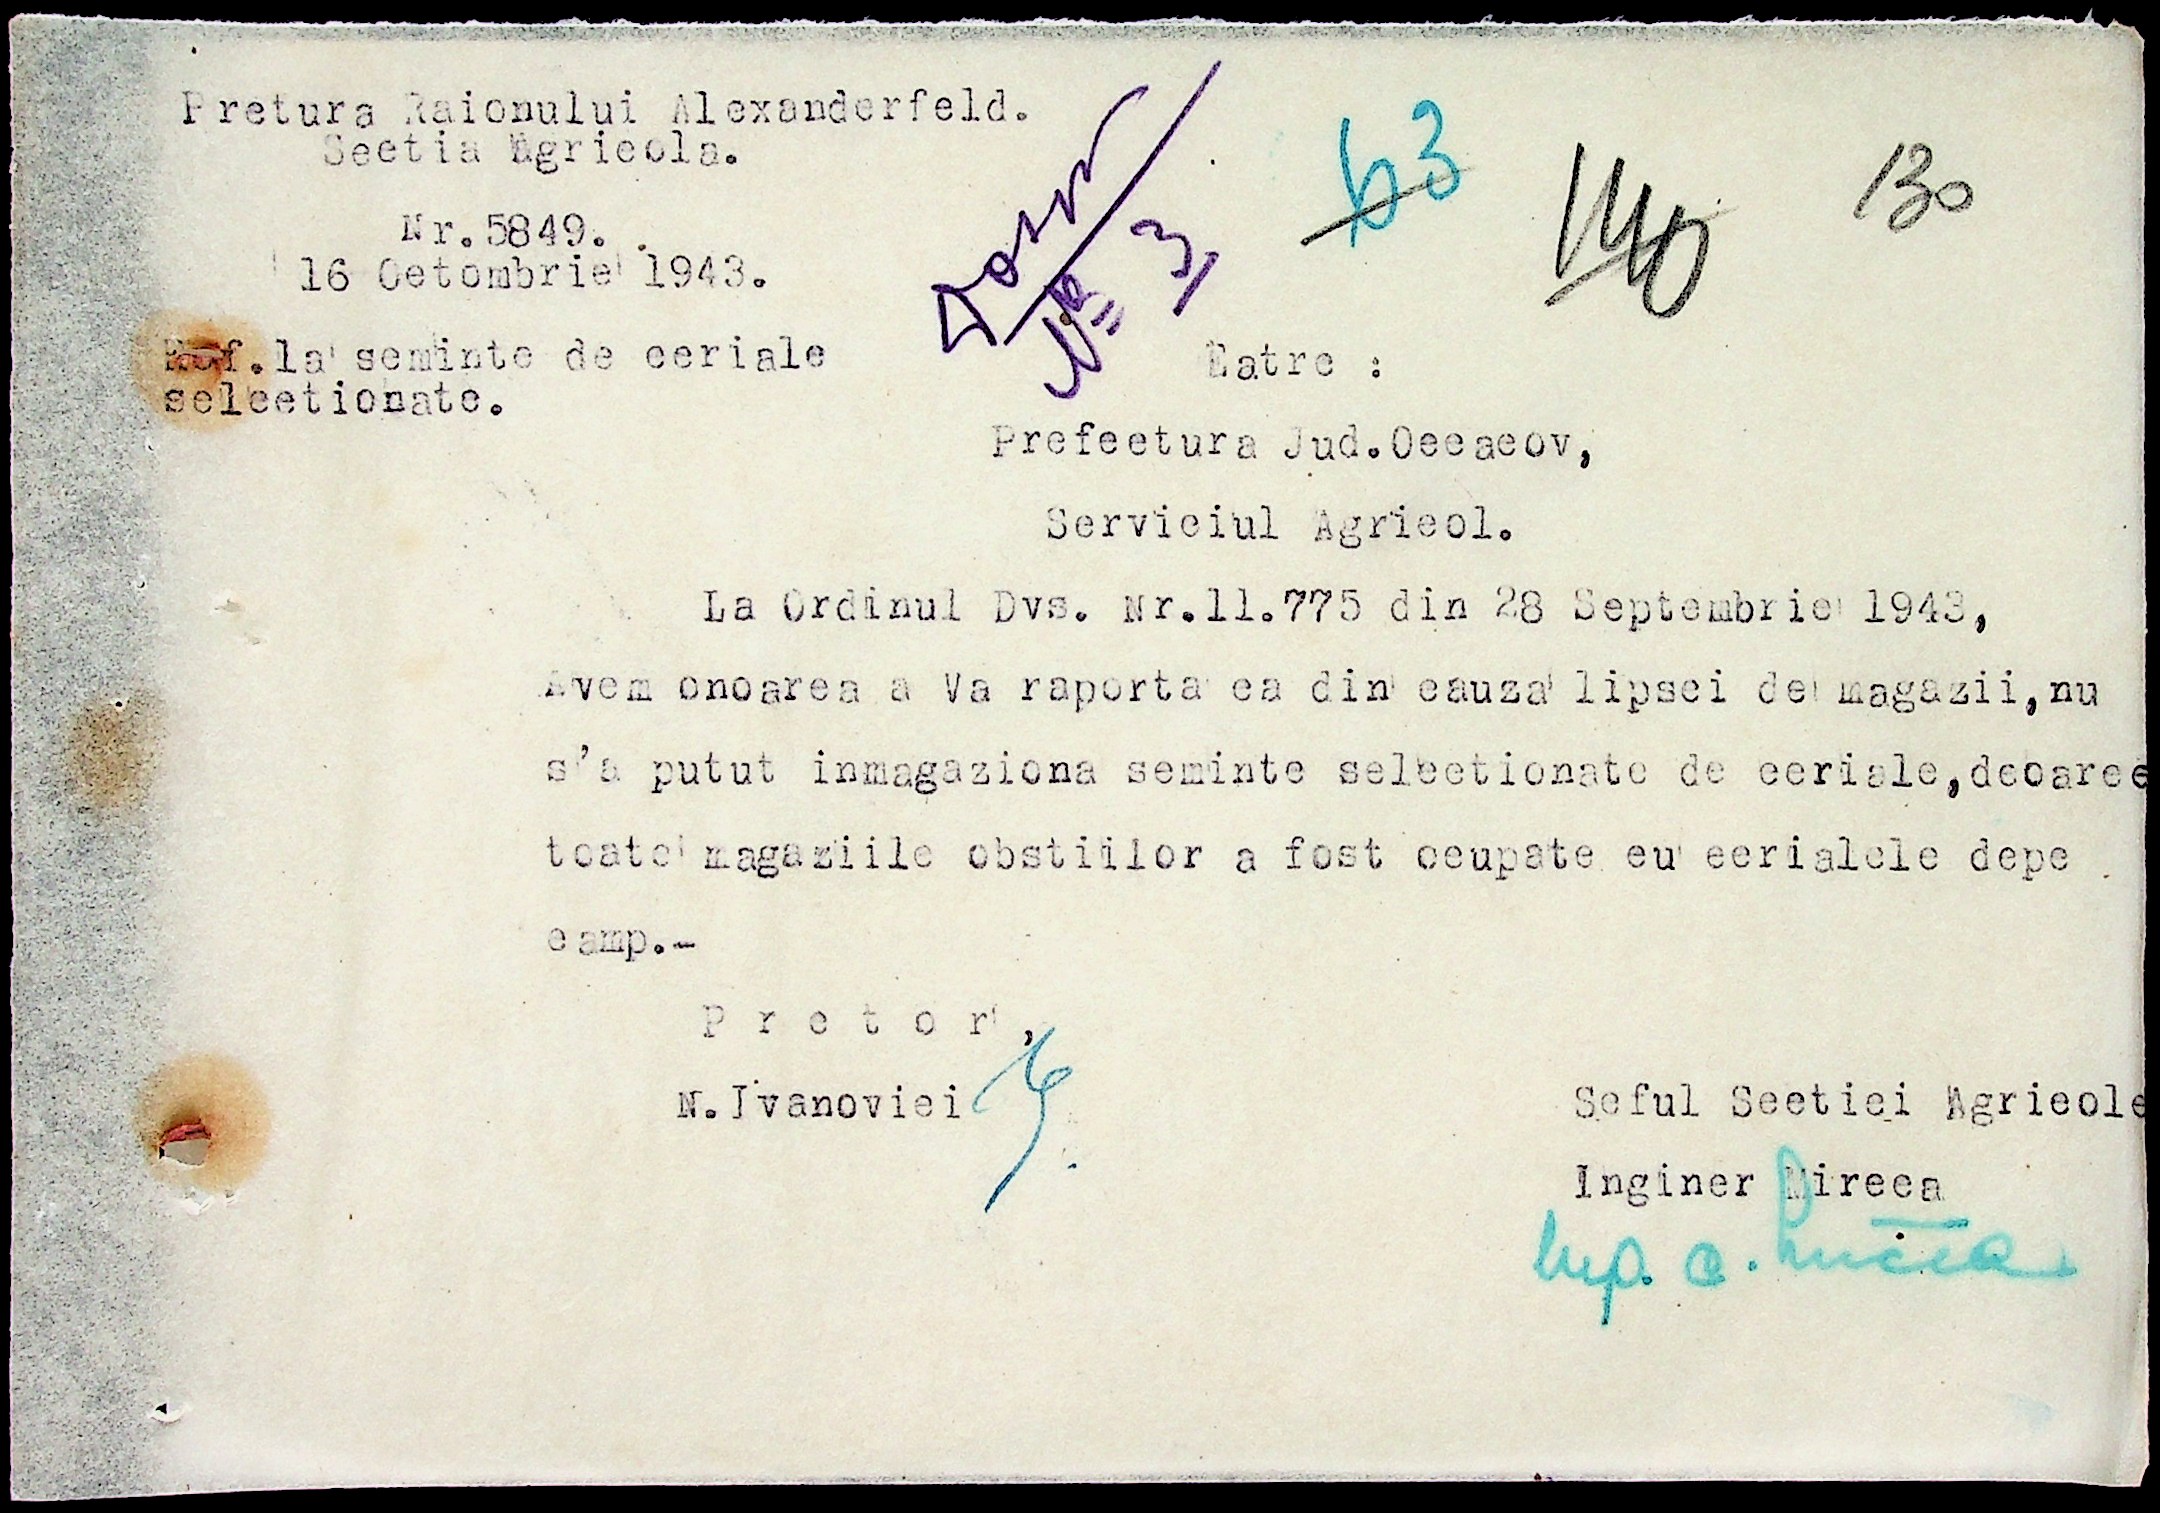 Pretura Raionului Alexanderfeld.
Sectia Agricola.
Nr.5849.
16 Octombrie 1943.
Ref.la seminte de ceriale
selectionate.
№ 3
63
140
130
Catre :
Prefectura Jud.Oceacov,
Serviciul Agricol.
La Ordinul Dvs. Nr.11.775 din 28 Septembrie 1943,
Avem onoarea a Va raporta ca din cauza lipsei de magazii,nu
s'a putut inmagaziona seminte selectionate de ceriale,deoarece
toate magaziile obstiilor a fost ocupate cu cerialele depe
camp.-
P r e t o r ,
N.Ivanovici
Seful Sectiei Agricole
Inginer Mircea